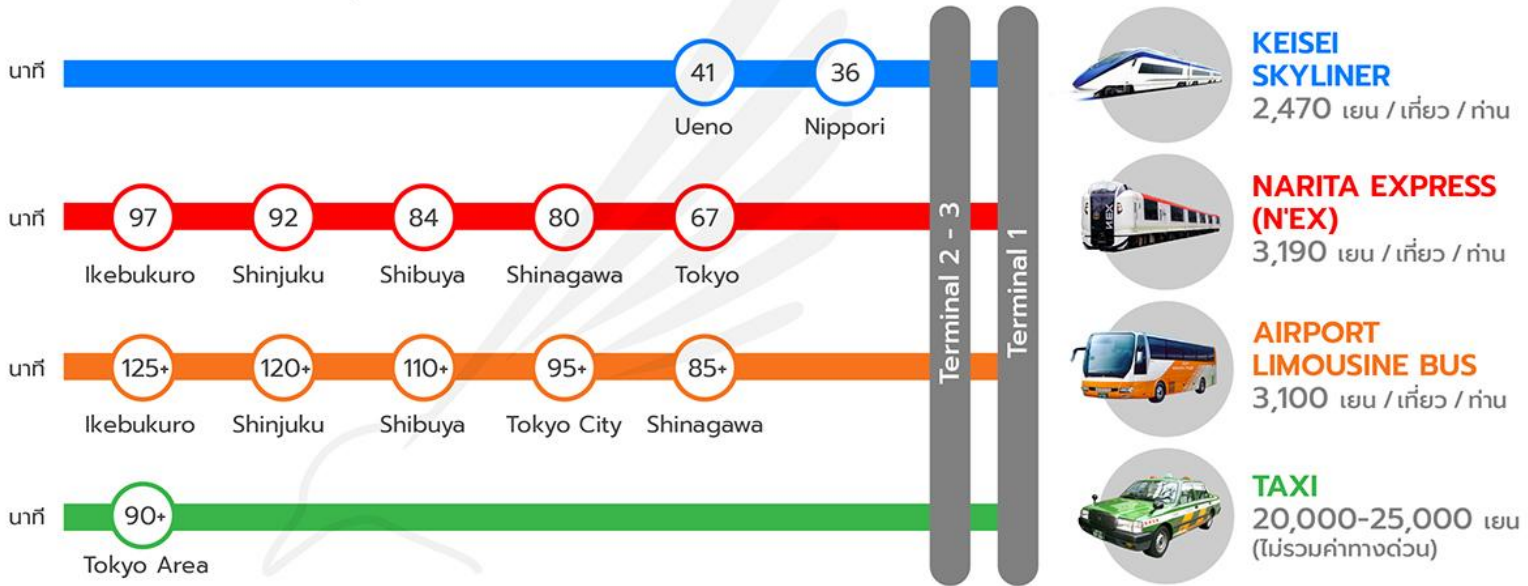 นาที
41
36
Ueno
Nippori
KEISEI
SKYLINER
2,470 เยน / เที่ยว / ท่าน
นาที
97
92
84
80
67
Ikebukuro
Shinjuku
Shibuya
Shinagawa
Tokyo
NARITA EXPRESS
(N'EX)
3,190 เยน / เที่ยว / ท่าน
นาที
125+
120+
110+
95+
85+
Ikebukuro
Shinjuku
Shibuya
Tokyo City
Shinagawa
AIRPORT
LIMOUSINE BUS
3,100 เยน / เที่ยว / ท่าน
นาที
90+
Tokyo Area
TAXI
20,000-25,000 เยน
(ไม่รวมค่าทางด่วน)
Terminal 2 - 3
Terminal 1
N'EX